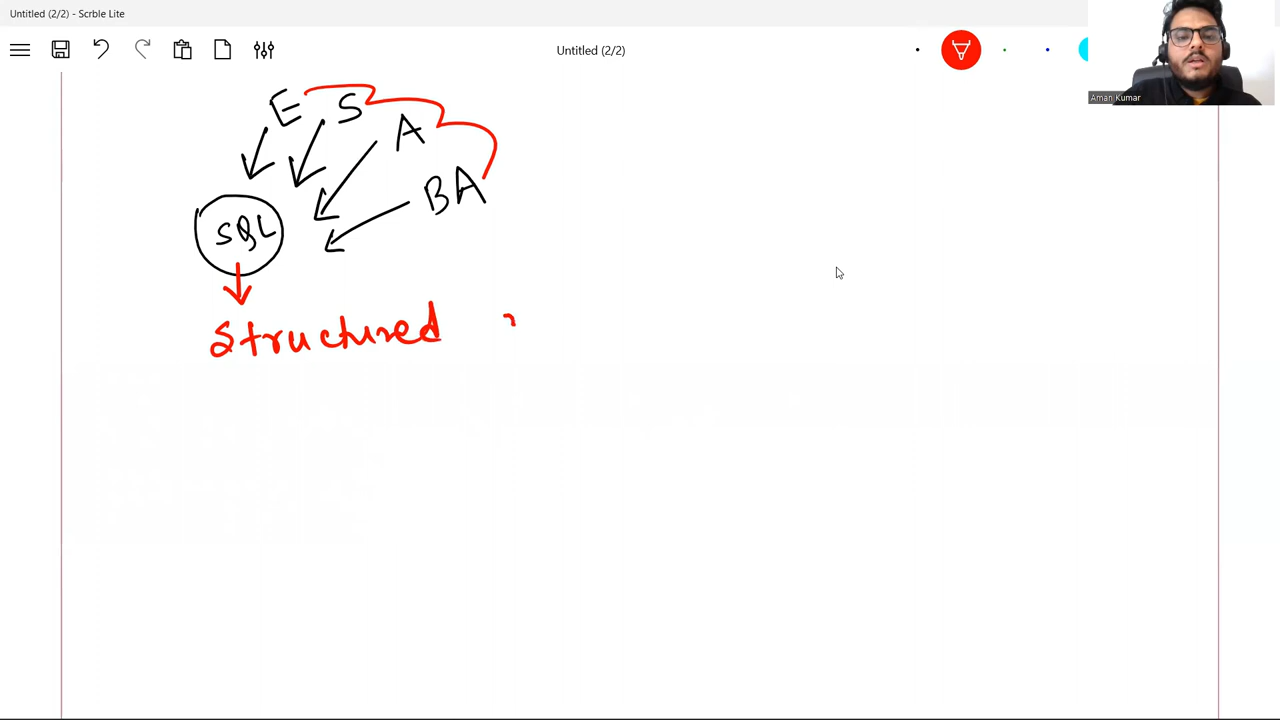 Untitled (2/2) - Scrble Lite
Untitled (2/2)
Aman Kumar
E S
A
BA
SQL
Structured